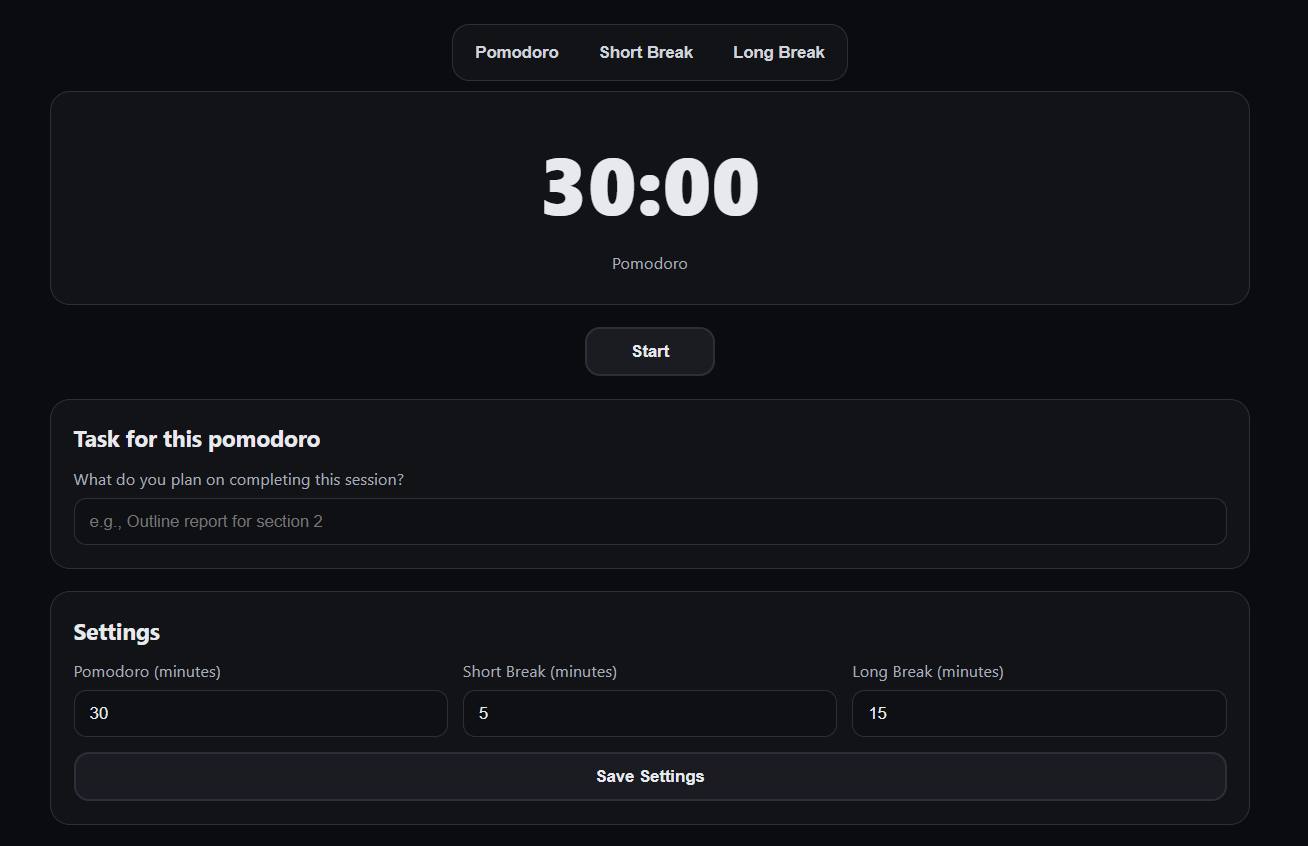 Pomodoro Short Break Long Break
30:00
Pomodoro
Start
Task for this pomodoro
What do you plan on completing this session?
e.g., Outline report for section 2
Settings
Pomodoro (minutes) Short Break (minutes) Long Break (minutes)
30 5 15
Save Settings